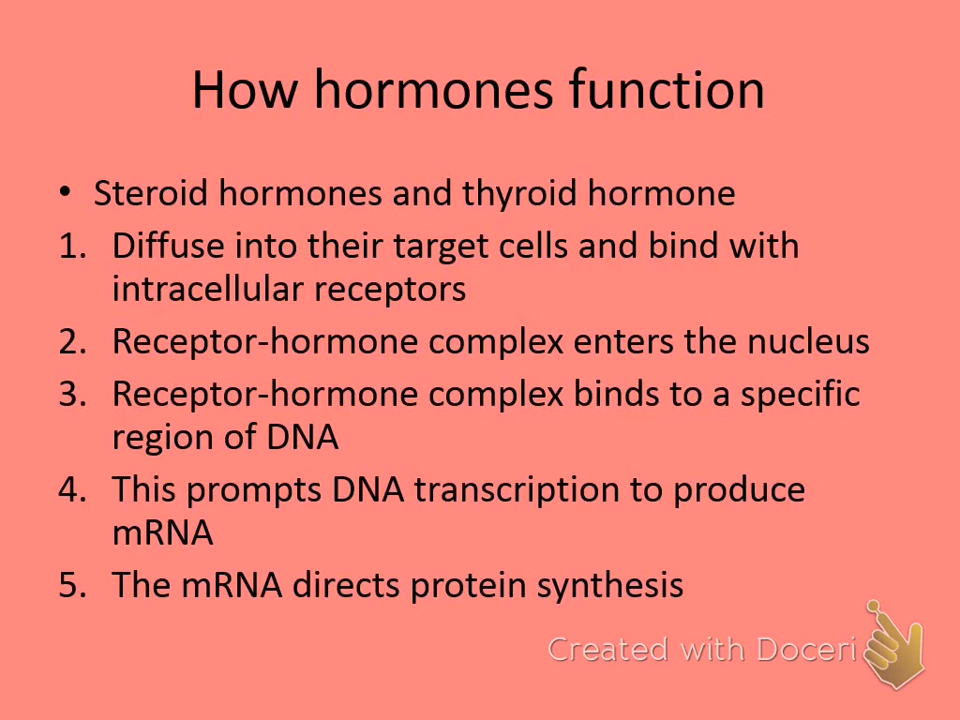 How hormones function
• Steroid hormones and thyroid hormone
1. Diffuse into their target cells and bind with
intracellular receptors
2. Receptor-hormone complex enters the nucleus
3. Receptor-hormone complex binds to a specific
region of DNA
4. This prompts DNA transcription to produce
mRNA
5. The mRNA directs protein synthesis
Created with Doceri